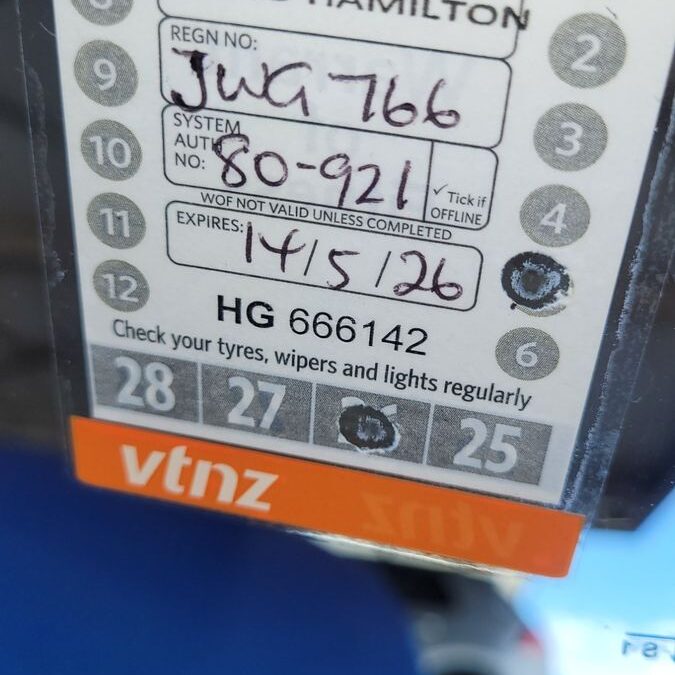 HAMILTON
REGN NO:
JWG 766
SYSTEM
AUTH
NO: 80-921
✓ Tick if
OFFLINE
WOF NOT VALID UNLESS COMPLETED
EXPIRES: 14/5/26
HG 666142
Check your tyres, wipers and lights regularly
9
10
11
12
2
3
4
6
28 27 25
vtnz
vtnz